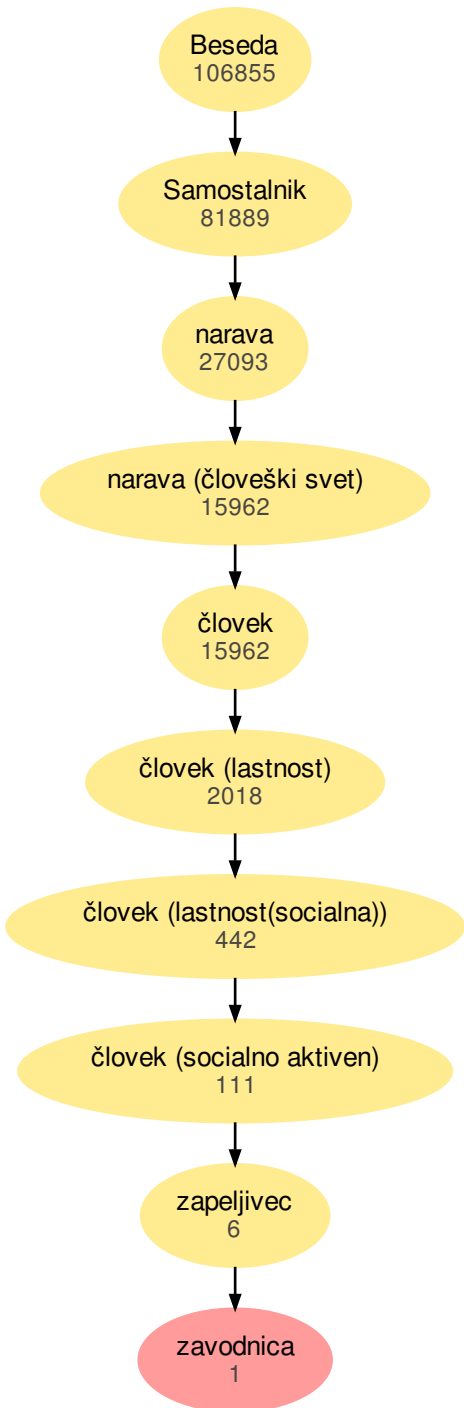 Beseda
106855
Samostalnik
81889
narava
27093
narava (človeški svet)
15962
človek
15962
človek (lastnost)
2018
človek (lastnost(socialna))
442
človek (socialno aktiven)
111
zapeljivec
6
zavodnica
1